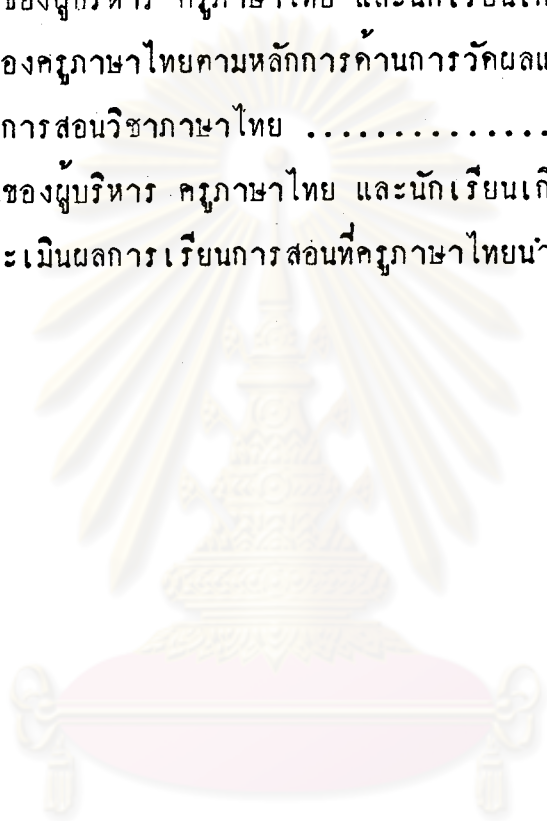 ของผู้บริหาร ครูภาษาไทย และนักเรียนเกี
องครูภาษาไทยตามหลักการด้านการวัดผลแ
การสอนวิชาภาษาไทย ..............
ของผู้บริหาร ครูภาษาไทย และนักเรียนเกี
ะเมินผลการเรียนการสอนที่ครูภาษาไทยนำ